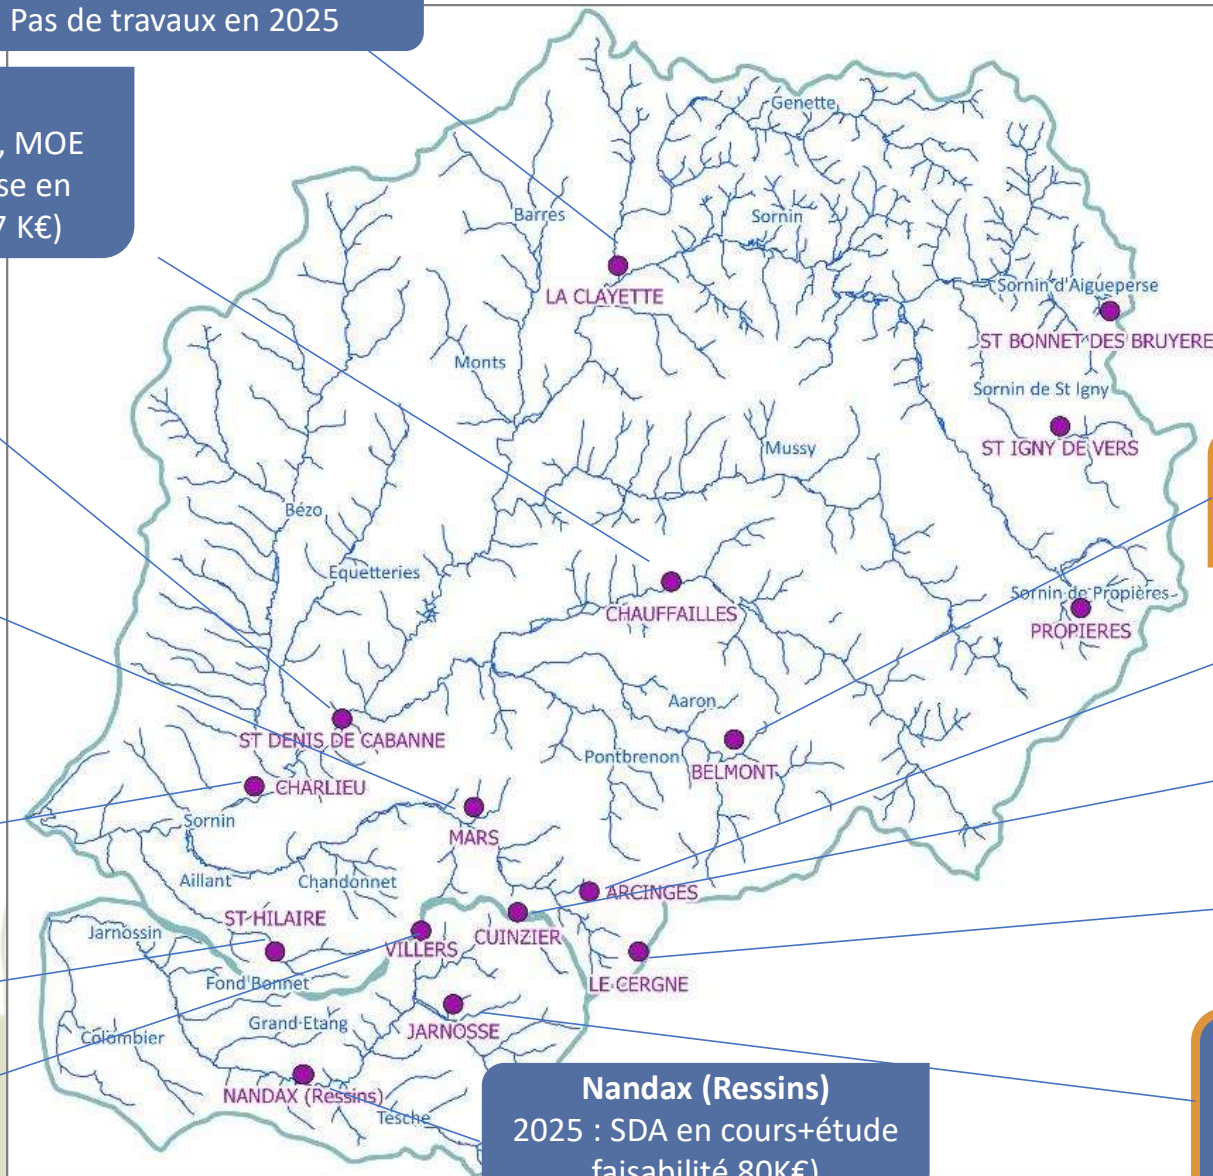 Pas de travaux en 2025
, MOE
se en
7 K€)
Genette
Barres
Sornin
LA CLAYETTE
Sornin d'Aigueperse
ST BONNET DES BRUYERE
Monts
Sornin de St Igny
Mussy
ST IGNY DE VERS
Bézo
Equetteries
CHAUFFAILLES
Sornin de Propières
PROPIERES
Aaron
ST DENIS DE CABANNE
Pontbrenon
BELMONT
CHARLIEU
Sornin
MARS
Aillant
Chandonnet
ARCINGES
ST HILAIRE
Jarnossin
VILLERS
CUINZIER
Fond'Bonnet
LE CERGNE
Grand-Etang
JARNOSSE
Colombier
NANDAX (Ressins)
Tesche
Nandax (Ressins)
2025 : SDA en cours+étude
faisabilité 80K€)